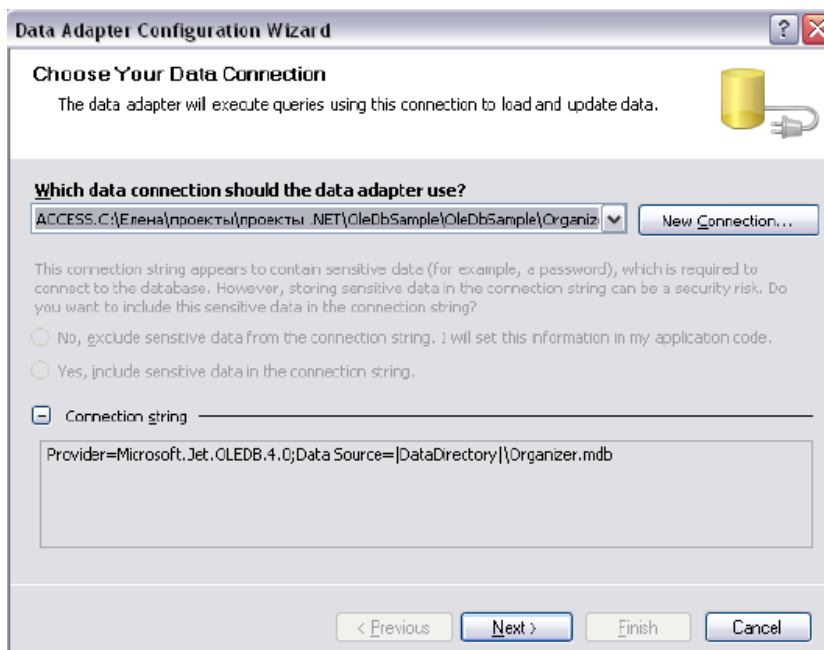 Data Adapter Configuration Wizard
Choose Your Data Connection
The data adapter will execute queries using this connection to load and update data.
Which data connection should the data adapter use?
ACCESS.C:\Елена\проекты\проекты .NET\OleDbSample\OleDbSample\Organiz
New Connection...
This connection string appears to contain sensitive data (for example, a password), which is required to
connect to the database. However, storing sensitive data in the connection string can be a security risk. Do
you want to include this sensitive data in the connection string?
No, exclude sensitive data from the connection string. I will set this information in my application code.
Yes, include sensitive data in the connection string.
Connection string
Provider=Microsoft.Jet.OLEDB.4.0;Data Source=|DataDirectory|\Organizer.mdb
< Previous
Next >
Finish
Cancel